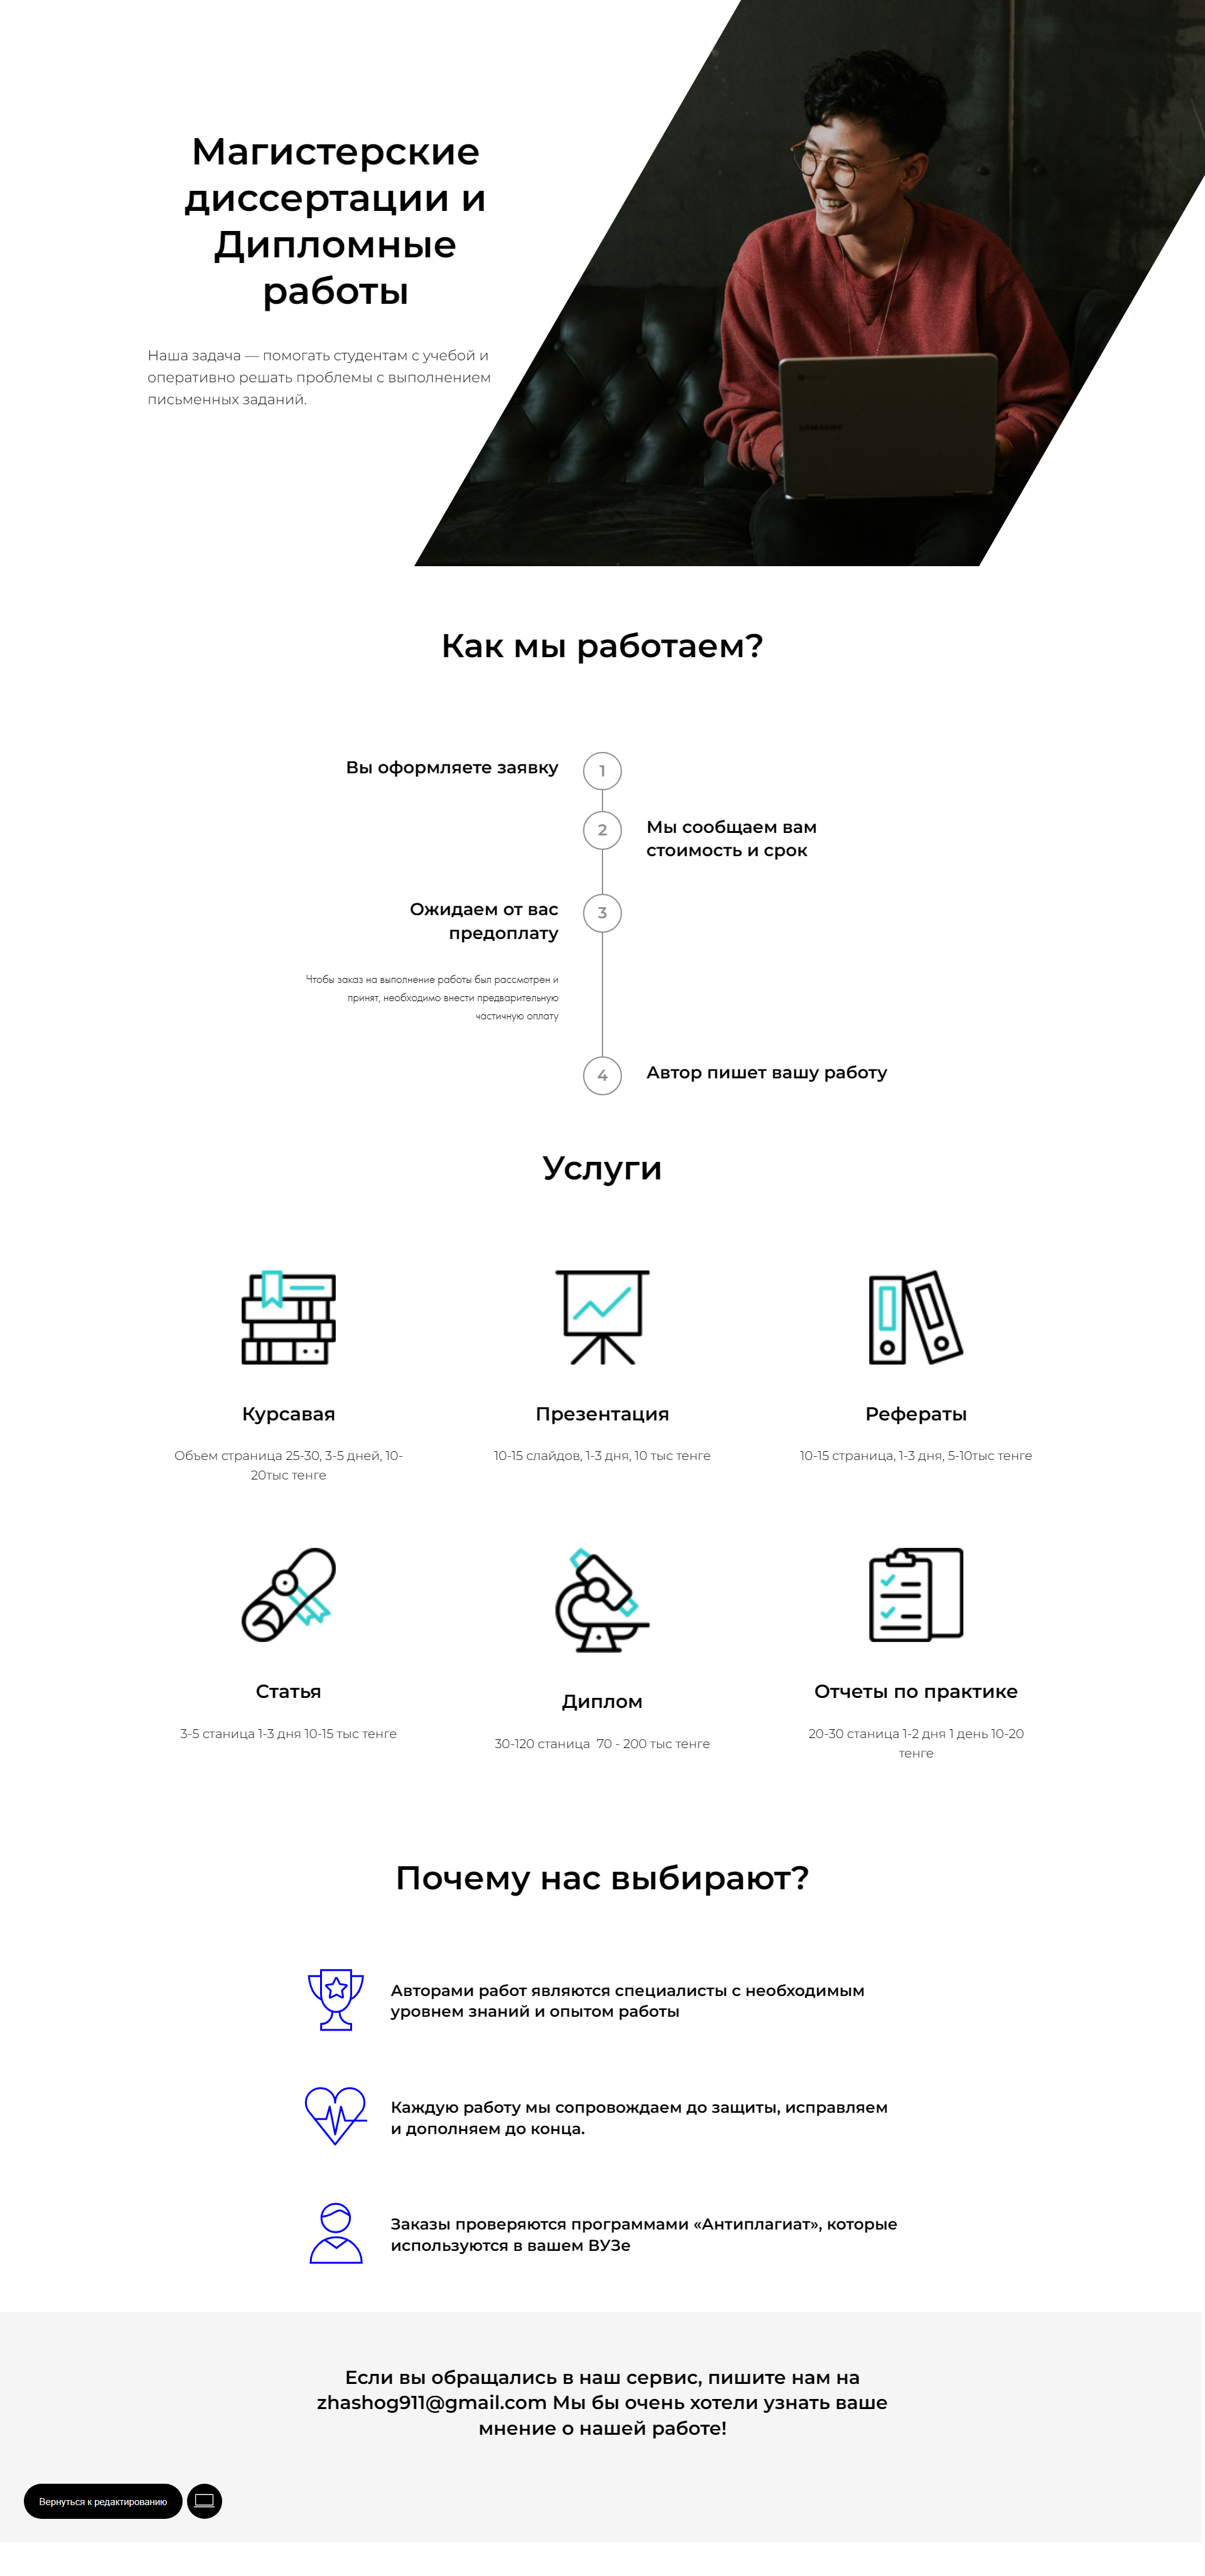 Магистерские
диссертации и
Дипломные
работы
Наша задача — помогать студентам с учебой и
оперативно решать проблемы с выполнением
письменных заданий.
SAMSUNG
Как мы работаем?
Вы оформляете заявку
1
2
Мы сообщаем вам
стоимость и срок
Ожидаем от вас
предоплату
3
Чтобы заказ на выполнение работы был рассмотрен и
принят, необходимо внести предварительную
частичную оплату
4
Автор пишет вашу работу
Услуги
Курсавая
Объем страница 25-30, 3-5 дней, 10-
20тыс тенге
Презентация
10-15 слайдов, 1-3 дня, 10 тыс тенге
Рефераты
10-15 страница, 1-3 дня, 5-10тыс тенге
Статья
3-5 станица 1-3 дня 10-15 тыс тенге
Диплом
30-120 станица 70 - 200 тыс тенге
Отчеты по практике
20-30 станица 1-2 дня 1 день 10-20
тенге
Почему нас выбирают?
Авторами работ являются специалисты с необходимым
уровнем знаний и опытом работы
Каждую работу мы сопровождаем до защиты, исправляем
и дополняем до конца.
Заказы проверяются программами «Антиплагиат», которые
используются в вашем ВУЗе
Если вы обращались в наш сервис, пишите нам на
zhashog911@gmail.com Мы бы очень хотели узнать ваше
мнение о нашей работе!
Вернуться к редактированию